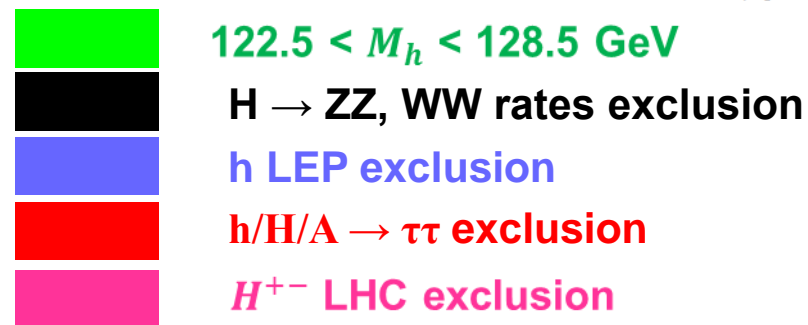 122.5 < M_h < 128.5 GeV
H → ZZ, WW rates exclusion
h LEP exclusion
h/H/A → ττ exclusion
H^{+−} LHC exclusion